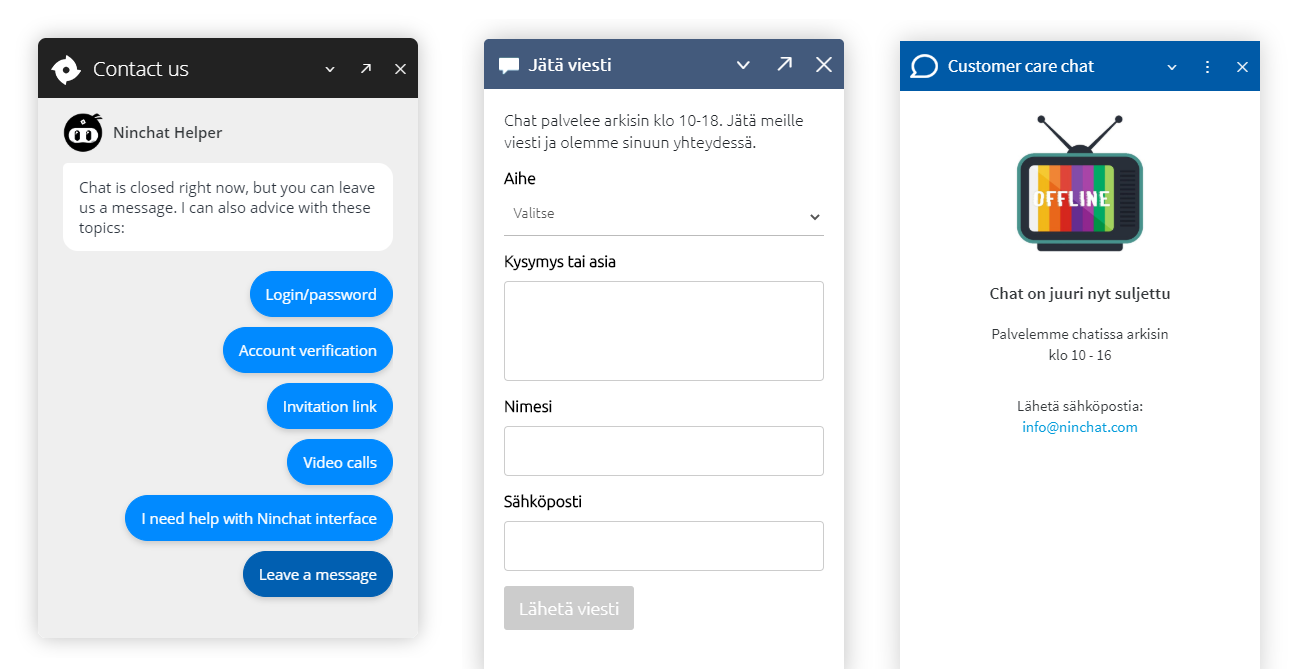 Contact us
Ninchat Helper
Chat is closed right now, but you can leave
us a message. I can also advice with these
topics:
Login/password
Account verification
Invitation link
Video calls
I need help with Ninchat interface
Leave a message
Jätä viesti
Chat palvelee arkisin klo 10-18. Jätä meille
viesti ja olemme sinuun yhteydessä.
Aihe
Valitse
Kysymys tai asia
Nimesi
Sähköposti
Lähetä viesti
Customer care chat
OFFLINE
Chat on juuri nyt suljettu
Palvelemme chatissa arkisin
klo 10 - 16
Lähetä sähköpostia:
info@ninchat.com